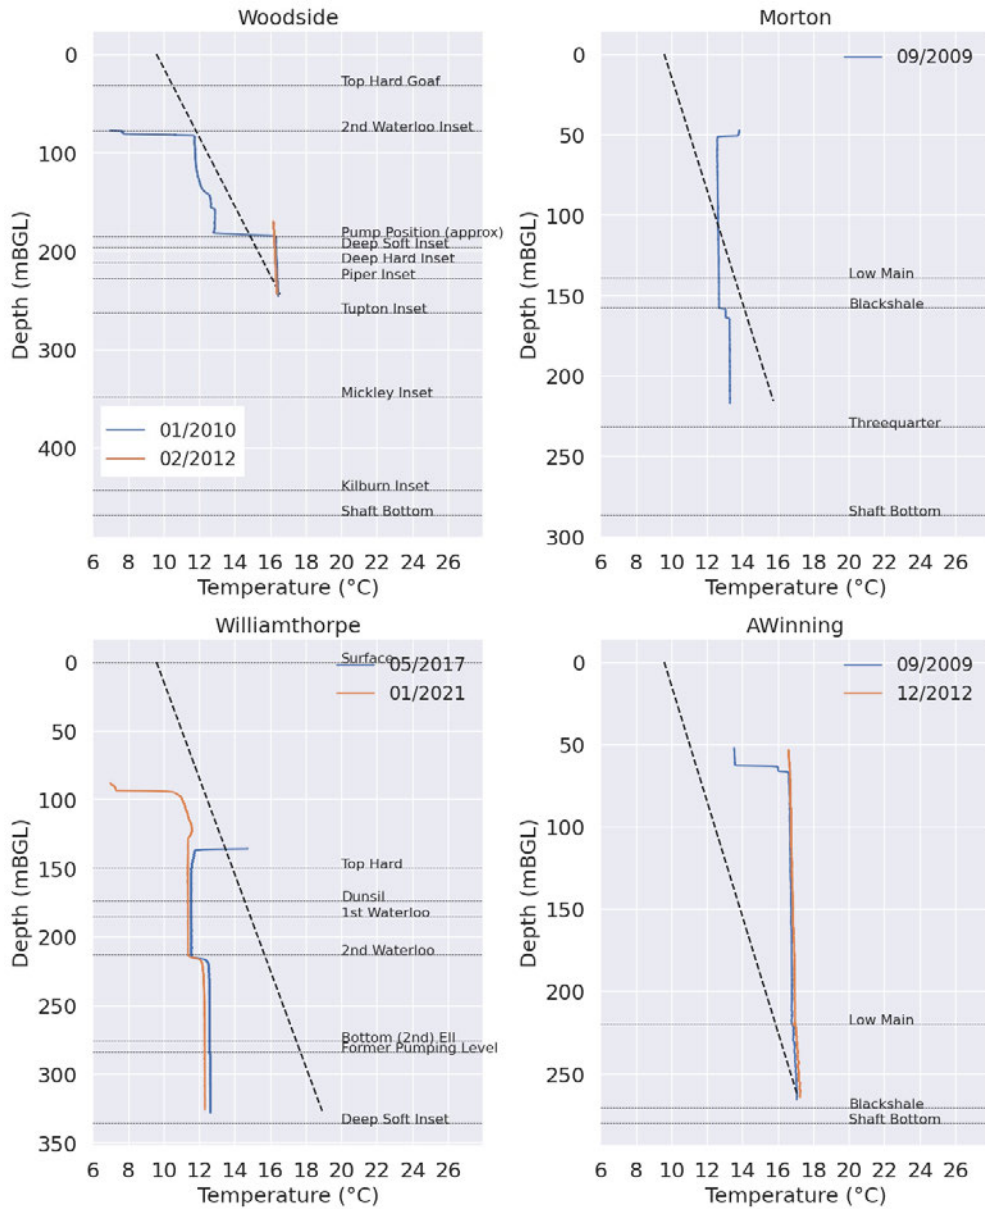 Woodside
0
Top Hard Goaf
2nd Waterloo Inset
100
Pump Position (approx)
200
Deep Soft Inset
Deep Hard Inset
Piper Inset
Tupton Inset
300
Mickley Inset
01/2010
400
02/2012
Kilburn Inset
Shaft Bottom
6 8 10 12 14 16 18 20 22 24 26
Temperature (°C)
Depth (mBGL)
Morton
0
09/2009
50
100
Low Main
150
Blackshale
200
Threequarter
250
Shaft Bottom
300
6 8 10 12 14 16 18 20 22 24 26
Temperature (°C)
Depth (mBGL)
Williamthorpe
0
Surface
05/2017
01/2021
50
100
150
Top Hard
Dunsil
1st Waterloo
200
2nd Waterloo
250
Bottom (2nd) Ell
Former Pumping Level
300
Deep Soft Inset
350
6 8 10 12 14 16 18 20 22 24 26
Temperature (°C)
Depth (mBGL)
AWinning
0
09/2009
12/2012
50
100
150
200
Low Main
250
Blackshale
Shaft Bottom
6 8 10 12 14 16 18 20 22 24 26
Temperature (°C)
Depth (mBGL)